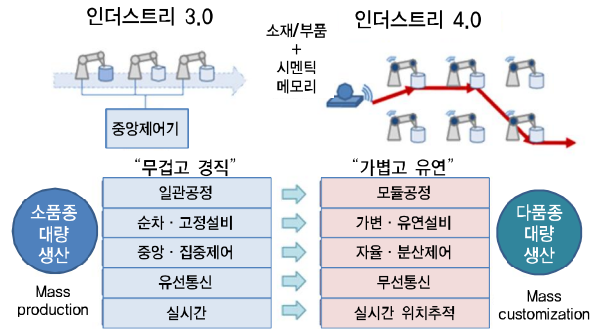 인더스트리 3.0
인더스트리 4.0
소재/부품
+
시멘틱
메모리
중앙제어기
“무겁고 경직”
“가볍고 유연”
소품종
대량
생산
Mass
production
일관공정
모듈공정
순차·고정설비
가변·유연설비
중앙·집중제어
자율·분산제어
유선통신
무선통신
실시간
실시간 위치추적
다품종
대량
생산
Mass
customization